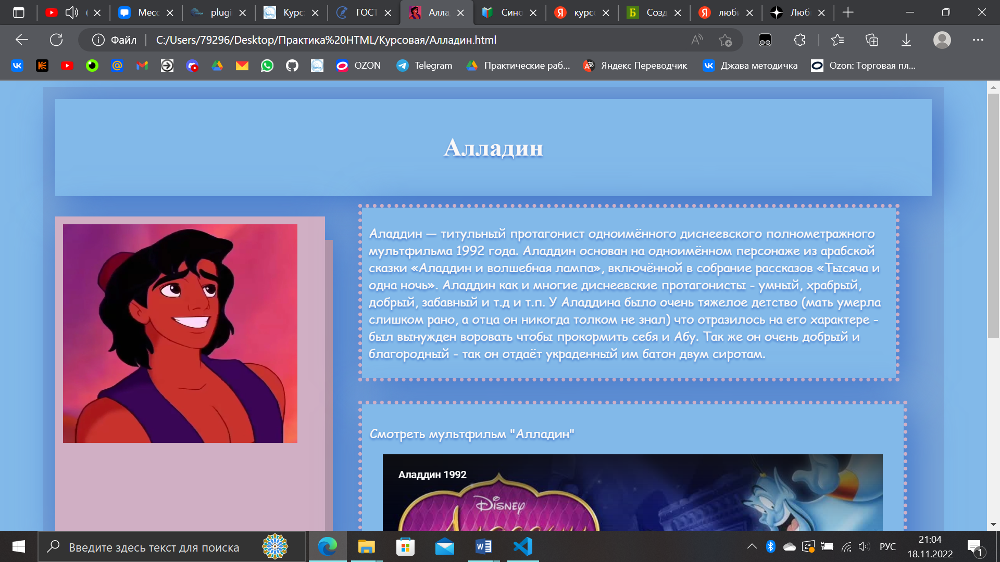 Месс
plugi
Курс
ГОСТ
Алла
Сино
курсо
Созд
люби
Люб
Файл
C:/Users/79296/Desktop/Практика%20HTML/Курсовая/Алладин.html
OZON
Telegram
Практические раб...
Яндекс Переводчик
Джава методичка
Ozon: Торговая пл...
Алладин
Аладдин — титульный протагонист одноимённого диснеевского полнометражного
мультфильма 1992 года. Аладдин основан на одноимённом персонаже из арабской
сказки «Аладдин и волшебная лампа», включённой в собрание рассказов «Тысяча и
одна ночь». Аладдин как и многие диснеевские протагонисты - умный, храбрый,
добрый, забавный и т.д и т.п. У Аладдина было очень тяжелое детство (мать умерла
слишком рано, а отца он никогда толком не знал) что отразилось на его характере -
был вынужден воровать чтобы прокормить себя и Абу. Так же он очень добрый и
благородный - так он отдаёт украденный им батон двум сиротам.
Смотреть мультфильм "Алладин"
Аладдин 1992
Disney
Введите здесь текст для поиска
РУС
21:04
18.11.2022
1